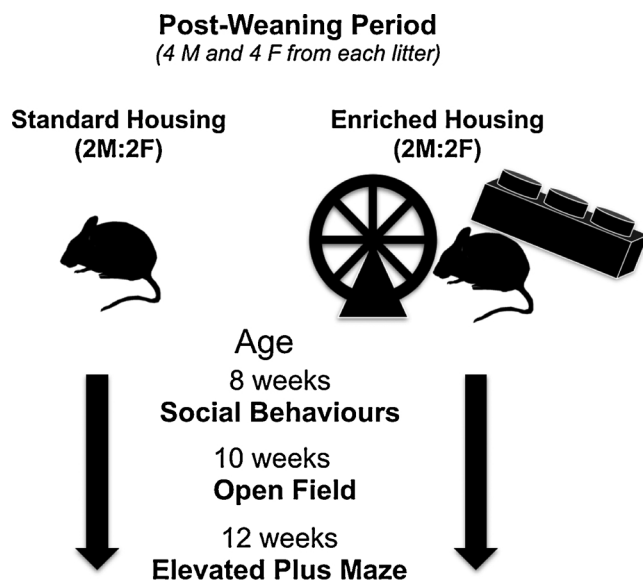 Post-Weaning Period
(4 M and 4 F from each litter)
Standard Housing
(2M:2F)
Enriched Housing
(2M:2F)
Age
8 weeks
Social Behaviours
10 weeks
Open Field
12 weeks
Elevated Plus Maze